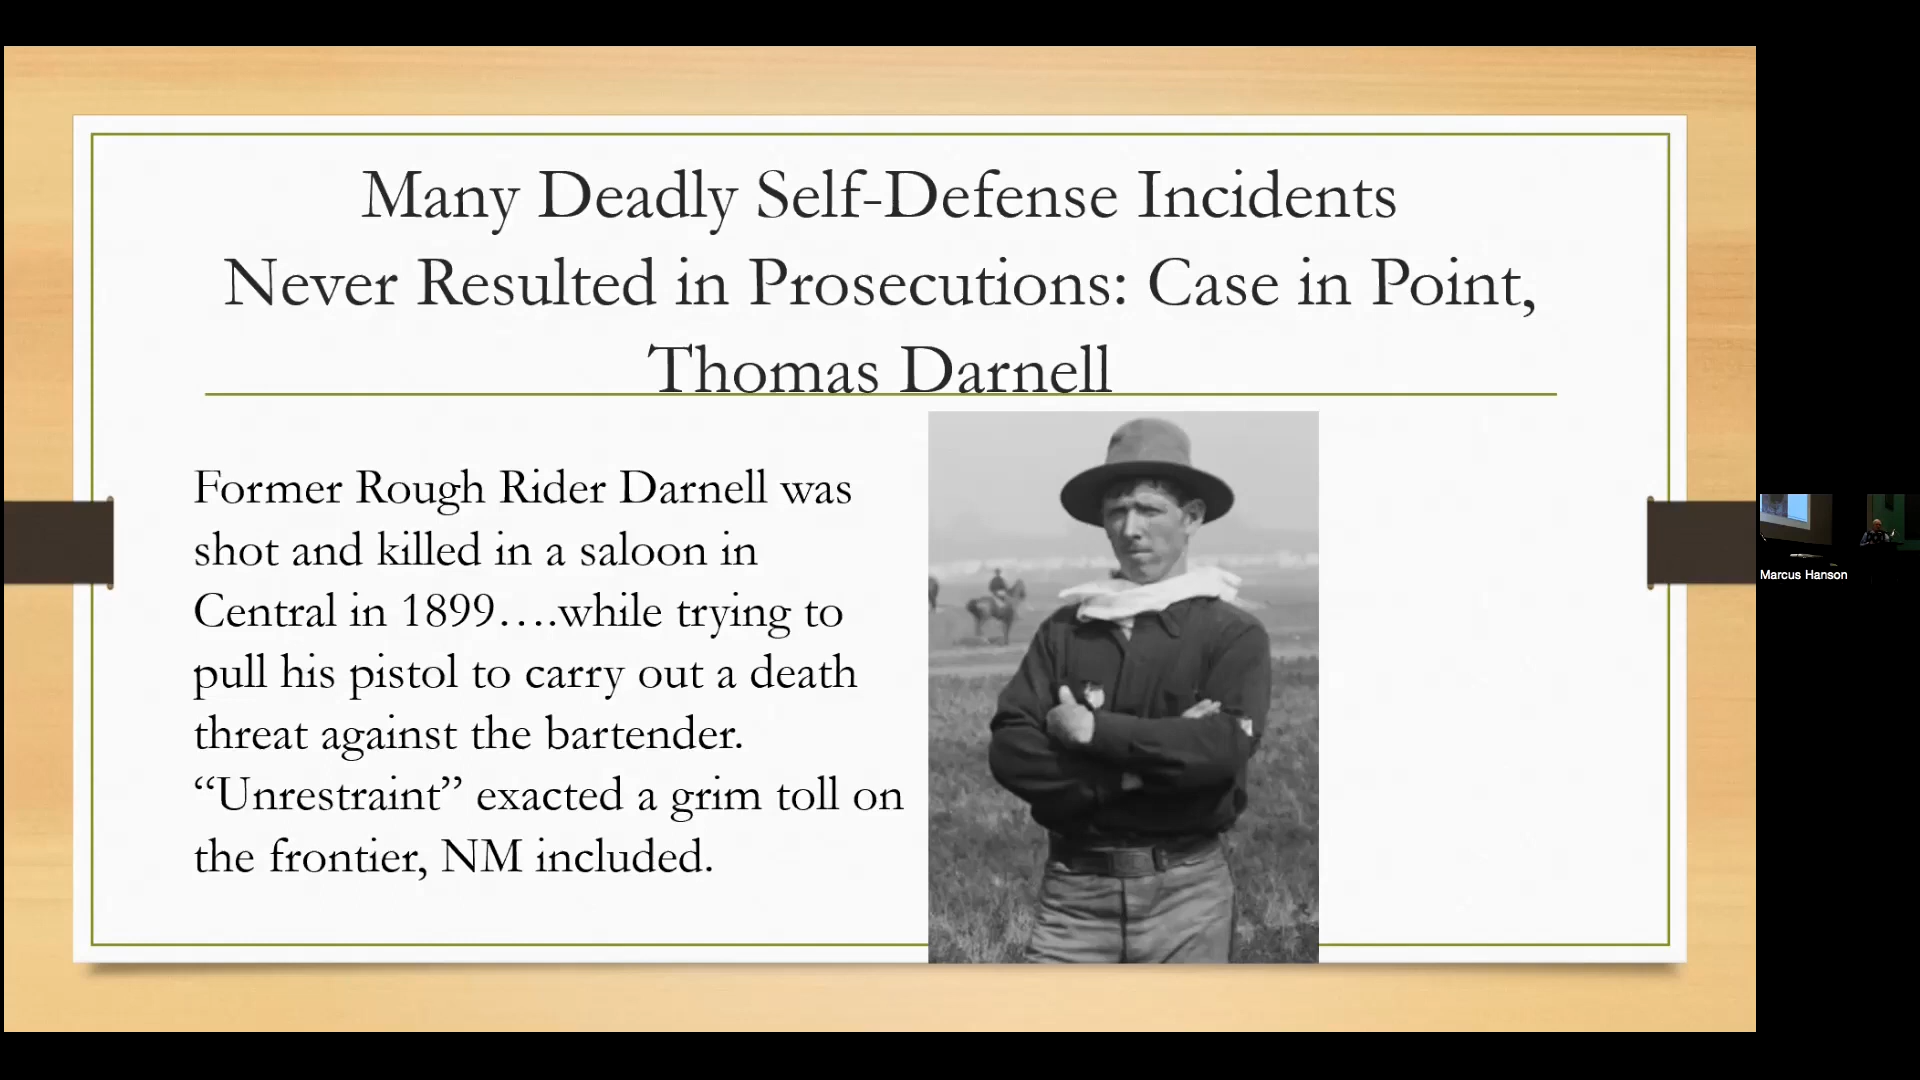 Many Deadly Self-Defense Incidents
Never Resulted in Prosecutions: Case in Point,
Thomas Darnell
Former Rough Rider Darnell was
shot and killed in a saloon in
Central in 1899….while trying to
pull his pistol to carry out a death
threat against the bartender.
“Unrestraint” exacted a grim toll on
the frontier, NM included.
Marcus Hanson